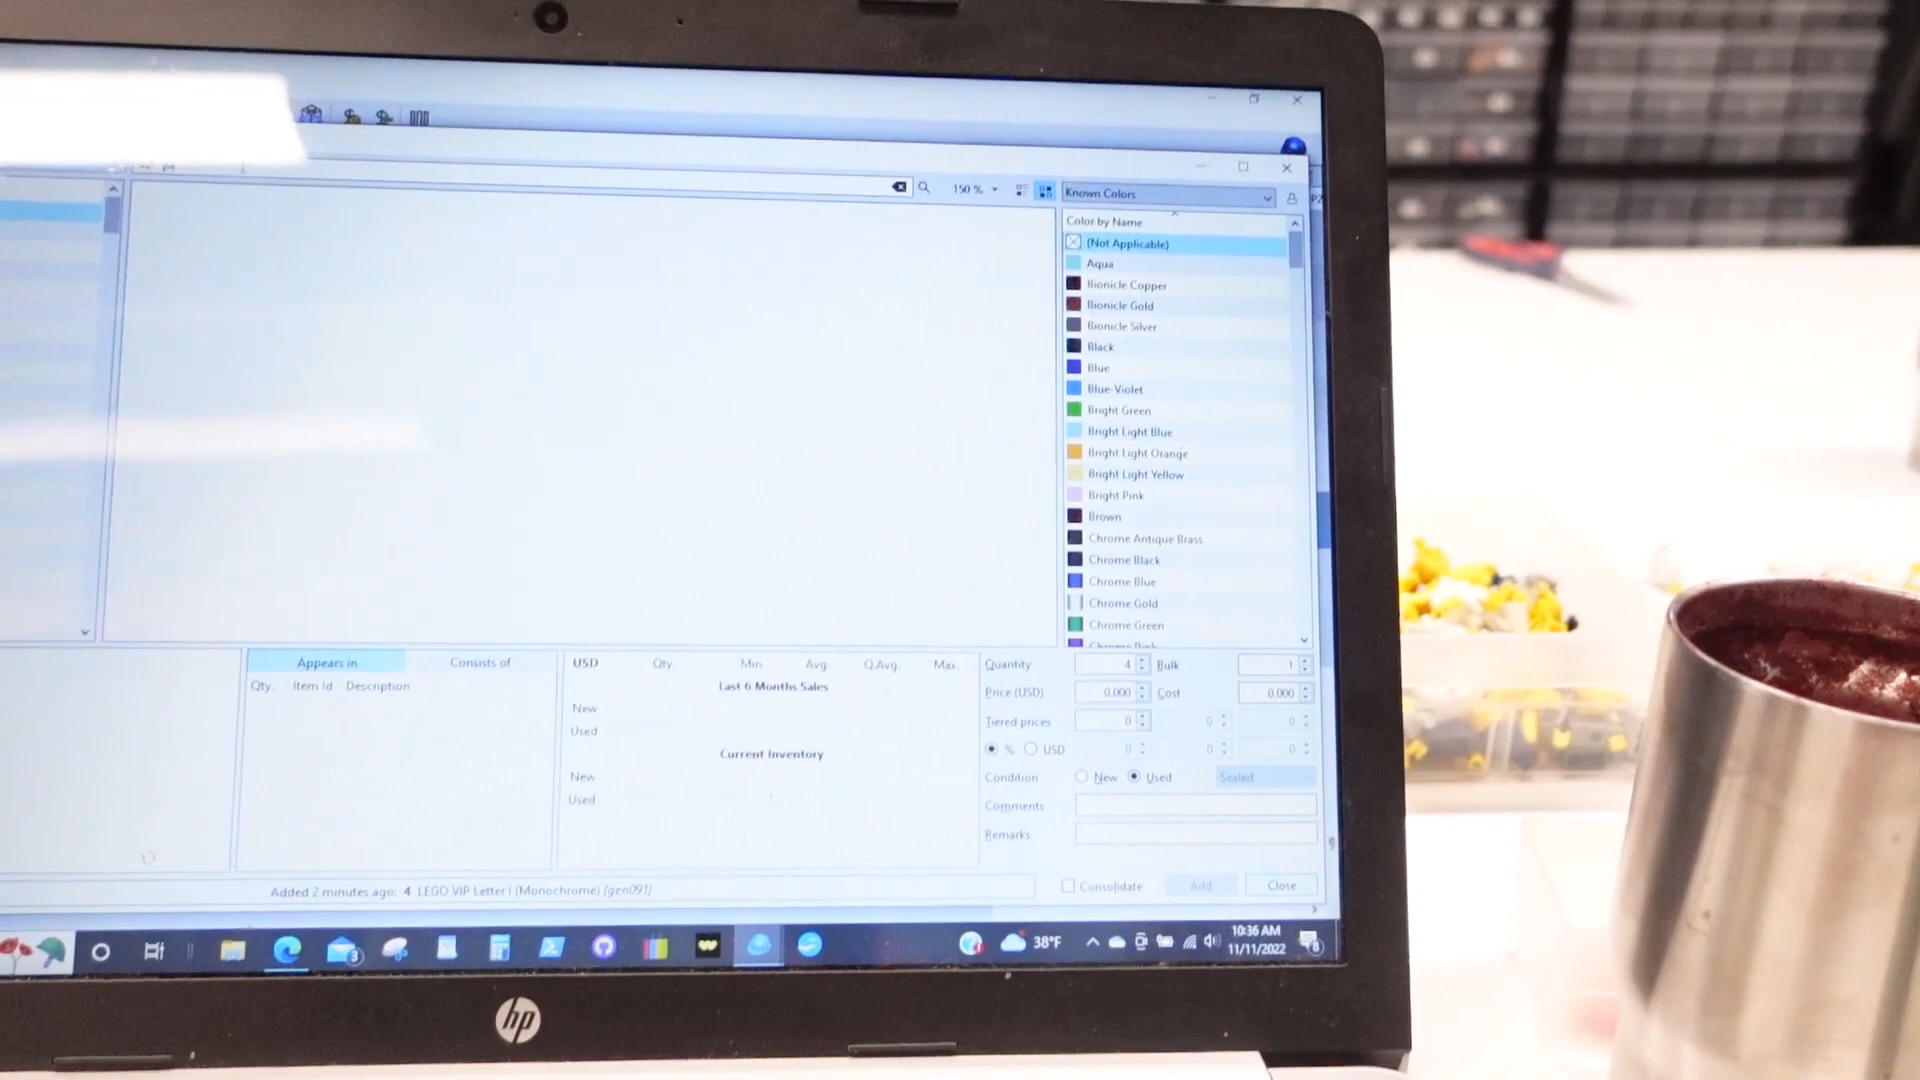 150 %
Known Colors
Color by Name
(Not Applicable)
Aqua
Bionicle Copper
Bionicle Gold
Bionicle Silver
Black
Blue
Blue-Violet
Bright Green
Bright Light Blue
Bright Light Orange
Bright Light Yellow
Bright Pink
Brown
Chrome Antique Brass
Chrome Black
Chrome Blue
Chrome Gold
Chrome Green
Chrome Pink
Appears in Consists of
Qty. Item Id Description
USD Qty. Min. Avg. Q.Avg. Max.
Last 6 Months Sales
New
Used
Current Inventory
New
Used
Quantity 4 Bulk 1
Price (USD) 0.000 Cost 0.000
Tiered prices 0 0 0
% USD 0 0 0
Condition New Used Sealed
Comments
Remarks
Added 2 minutes ago: 4 LEGO VIP Letter I (Monochrome) [gen091]
Consolidate Add Close
3
38°F
10:36 AM
11/11/2022
8
hp